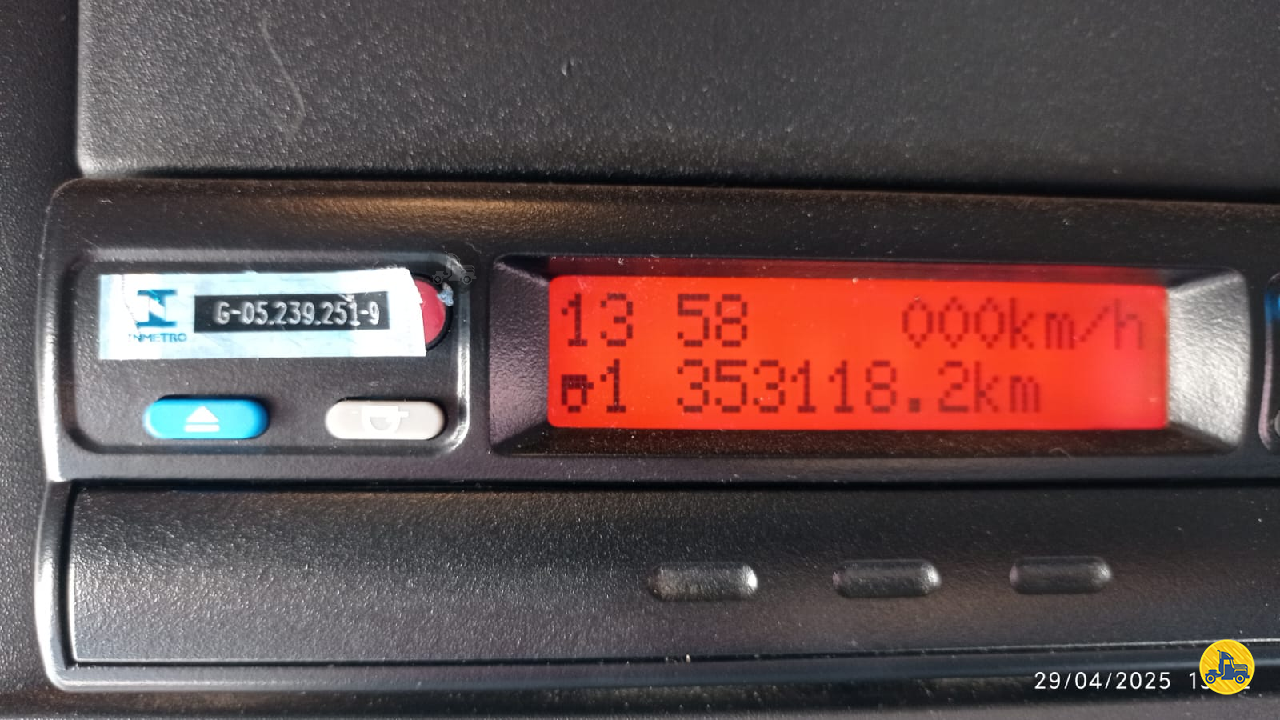 INMETRO
G-05.239.251-9
13 58 000km/h
1 353118.2km
29/04/2025